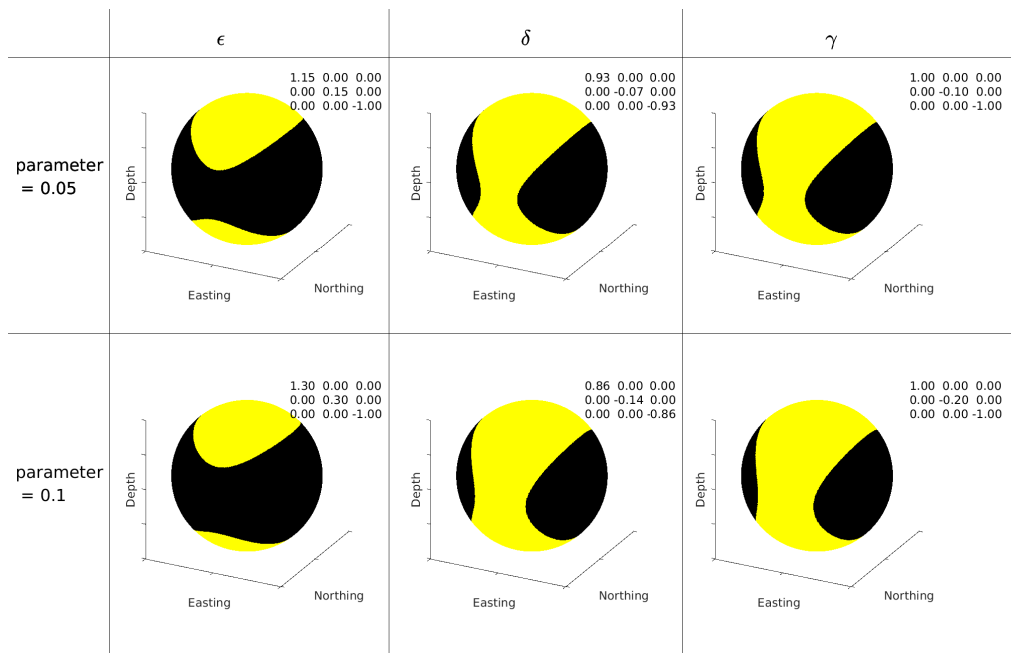 ϵ δ γ
parameter
= 0.05
1.15 0.00 0.00
0.00 0.15 0.00
0.00 0.00 -1.00
Depth
Easting
Northing
0.93 0.00 0.00
0.00 -0.07 0.00
0.00 0.00 -0.93
Depth
Easting
Northing
1.00 0.00 0.00
0.00 -0.10 0.00
0.00 0.00 -1.00
Depth
Easting
Northing
parameter
= 0.1
1.30 0.00 0.00
0.00 0.30 0.00
0.00 0.00 -1.00
Depth
Easting
Northing
0.86 0.00 0.00
0.00 -0.14 0.00
0.00 0.00 -0.86
Depth
Easting
Northing
1.00 0.00 0.00
0.00 -0.20 0.00
0.00 0.00 -1.00
Depth
Easting
Northing